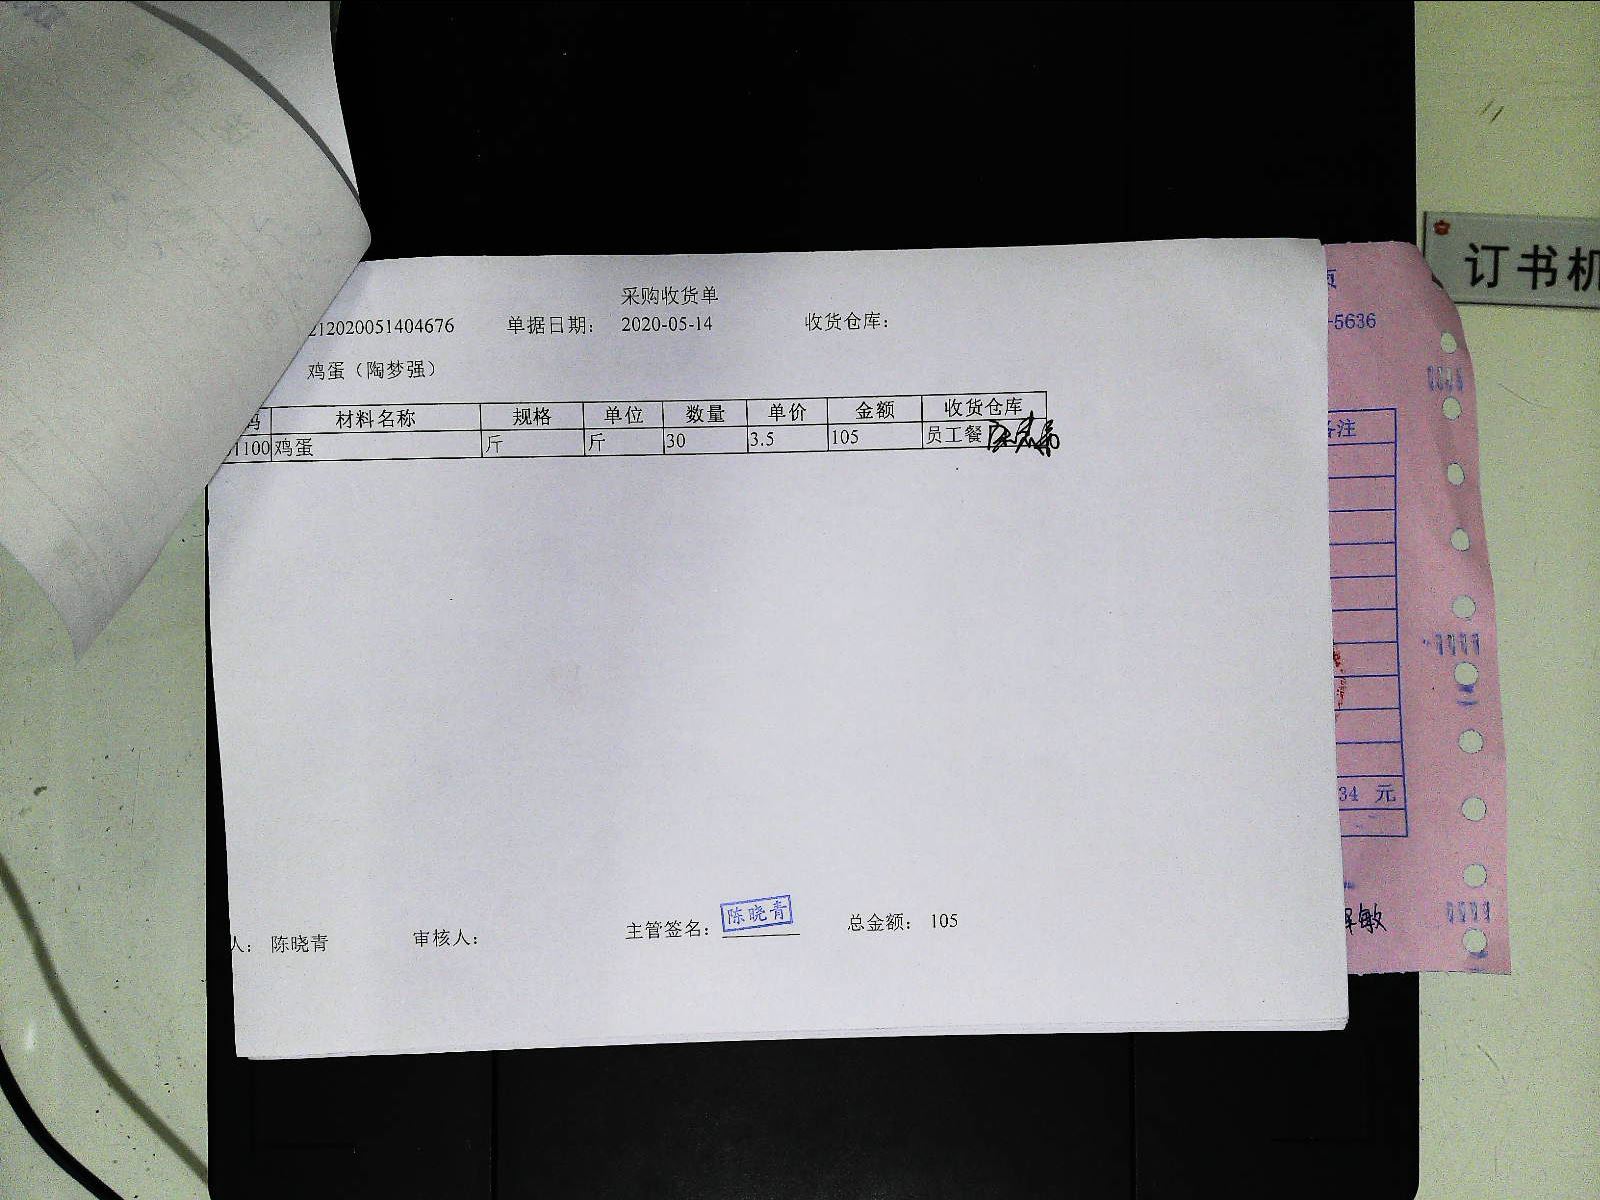 采购收货单
212020051404676 单据日期： 2020-05-14 收货仓库：
鸡蛋（陶梦强）
码 材料名称 规格 单位 数量 单价 金额 收货仓库
1100 鸡蛋 斤 斤 30 3.5 105 员工餐
人： 陈晓青 审核人： 主管签名： 陈晓青 总金额： 105
订书机
-5636
备注
34 元
敏